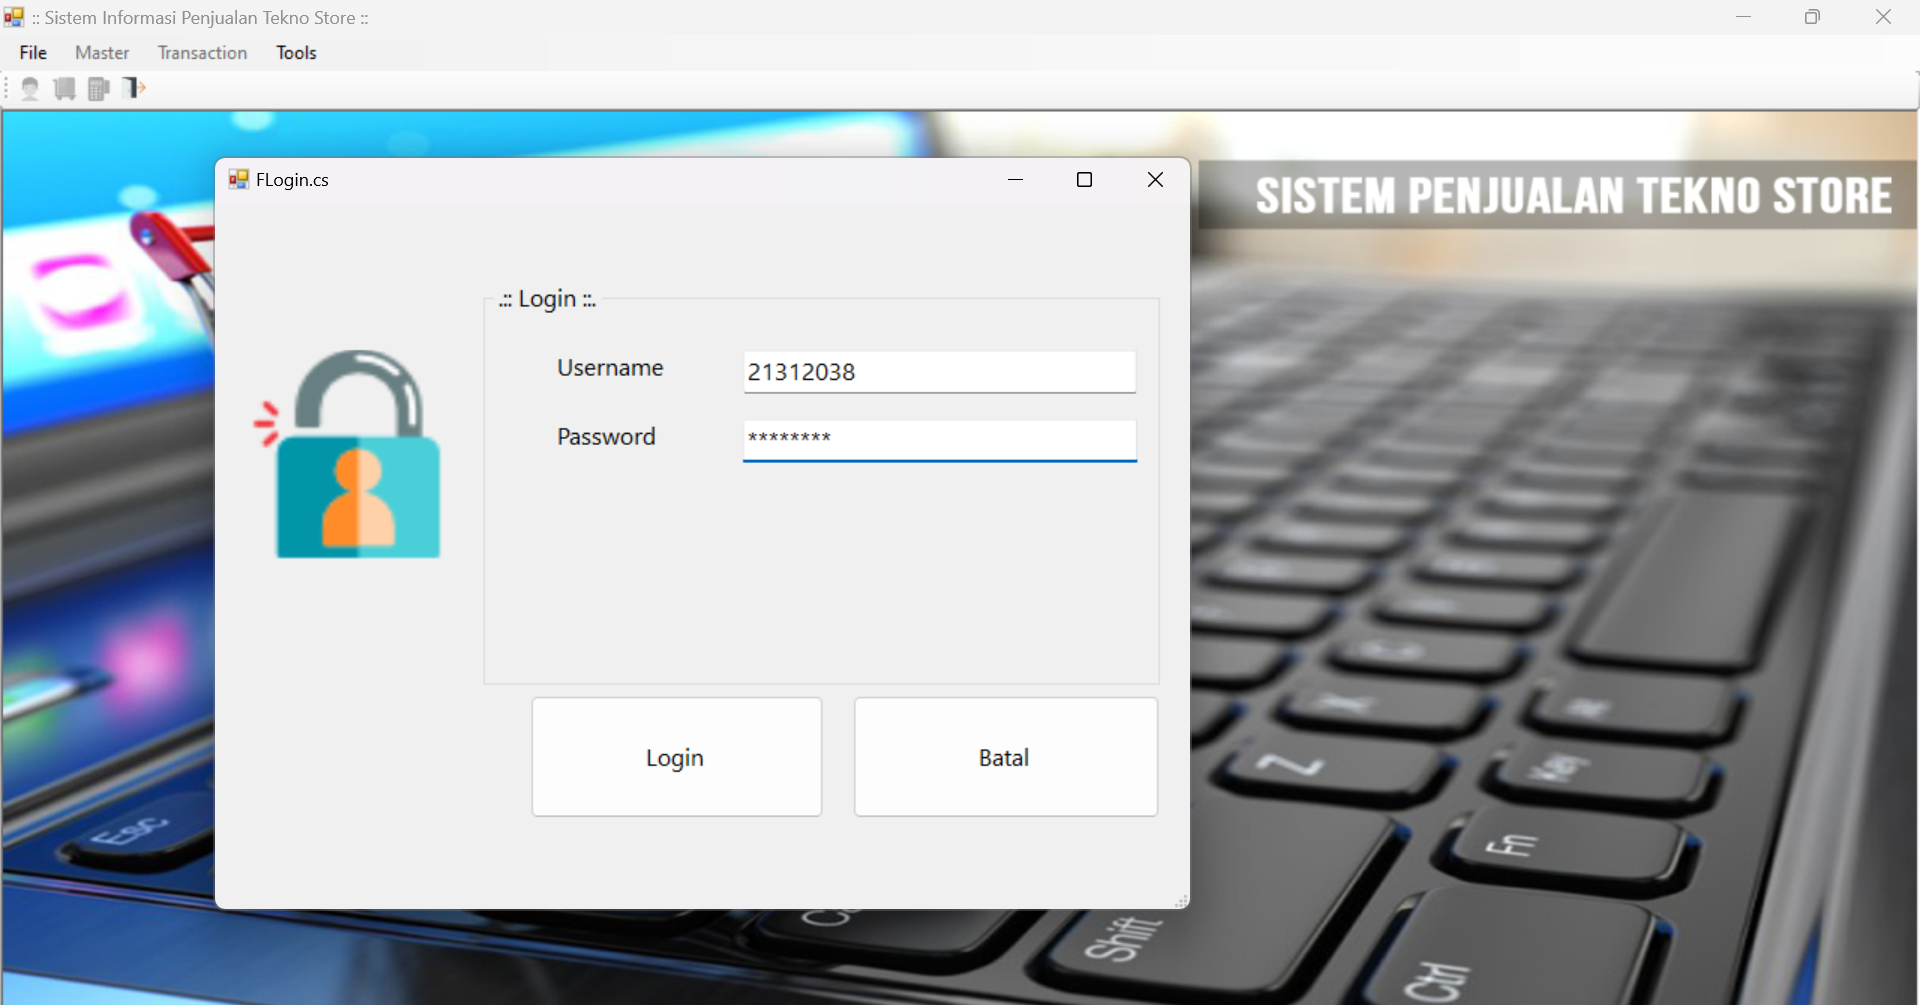 :: Sistem Informasi Penjualan Tekno Store ::
File Master Transaction Tools
FLogin.cs
SISTEM PENJUALAN TEKNO STORE
.:: Login ::.
Username 21312038
Password ********
Login Batal
Esc
Z
X
Fn
Shift
Ctrl